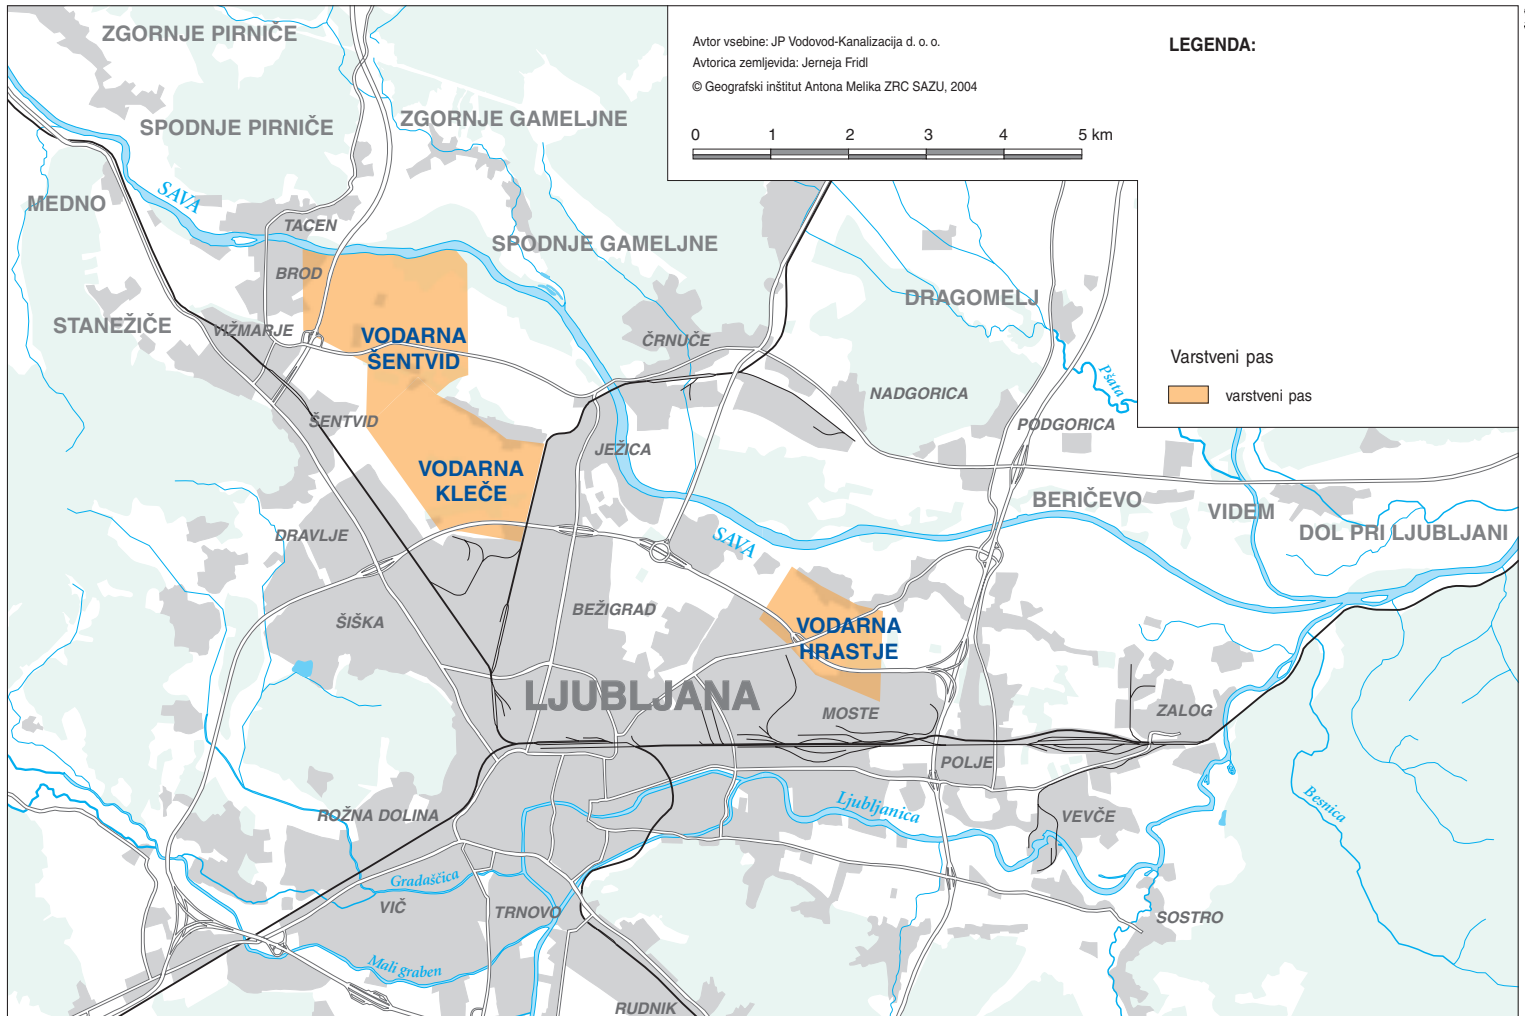 ZGORNJE PIRNIČE
Avtor vsebine: JP Vodovod-Kanalizacija d. o. o.
Avtorica zemljevida: Jerneja Fridl
© Geografski inštitut Antona Melika ZRC SAZU, 2004
0 1 2 3 4 5 km
LEGENDA:
Varstveni pas
varstveni pas
SPODNJE PIRNIČE
ZGORNJE GAMELJNE
SAVA
MEDNO
TACEN
SPODNJE GAMELJNE
BROD
DRAGOMELJ
STANEŽIČE
VIŽMARJE
VODARNA
ŠENTVID
ČRNUČE
Pšata
NADGORICA
ŠENTVID
PODGORICA
JEŽICA
VODARNA
KLEČE
BERIČEVO
VIDEM
DOL PRI LJUBLJANI
DRAVLJE
SAVA
BEŽIGRAD
ŠIŠKA
VODARNA
HRASTJE
LJUBLJANA
MOSTE
ZALOG
POLJE
ROŽNA DOLINA
Ljubljanica
VEVČE
Besnica
Gradaščica
VIČ
TRNOVO
SOSTRO
Mali graben
RUDNIK